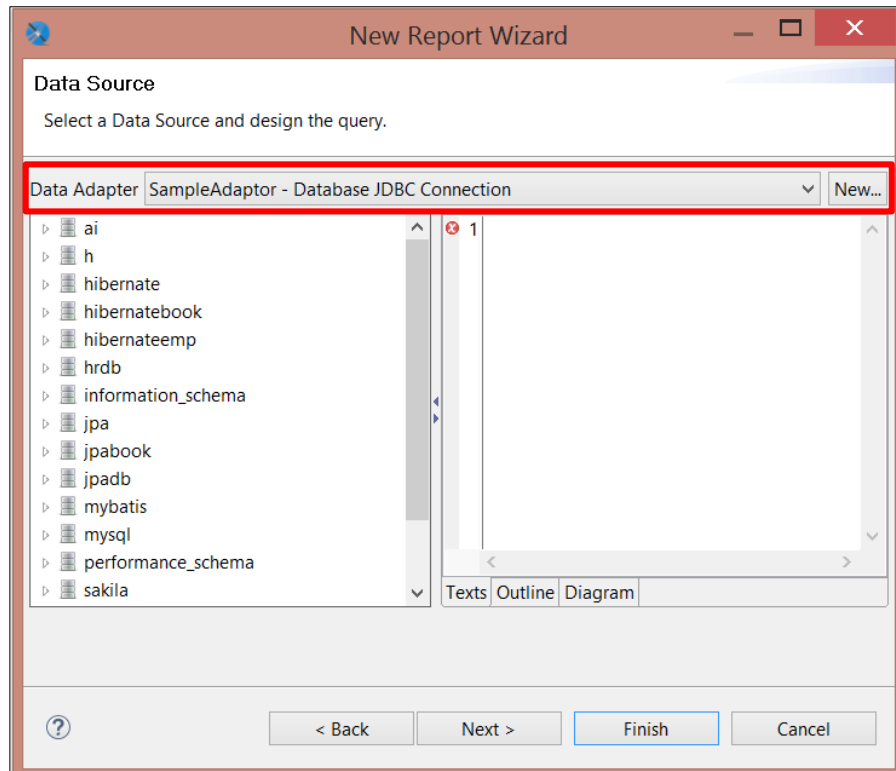 New Report Wizard
Data Source
Select a Data Source and design the query.
Data Adapter SampleAdaptor - Database JDBC Connection New...
ai
h
hibernate
hibernatebook
hibernateemp
hrdb
information_schema
jpa
jpabook
jpadb
mybatis
mysql
performance_schema
sakila
1
Texts Outline Diagram
? < Back Next > Finish Cancel